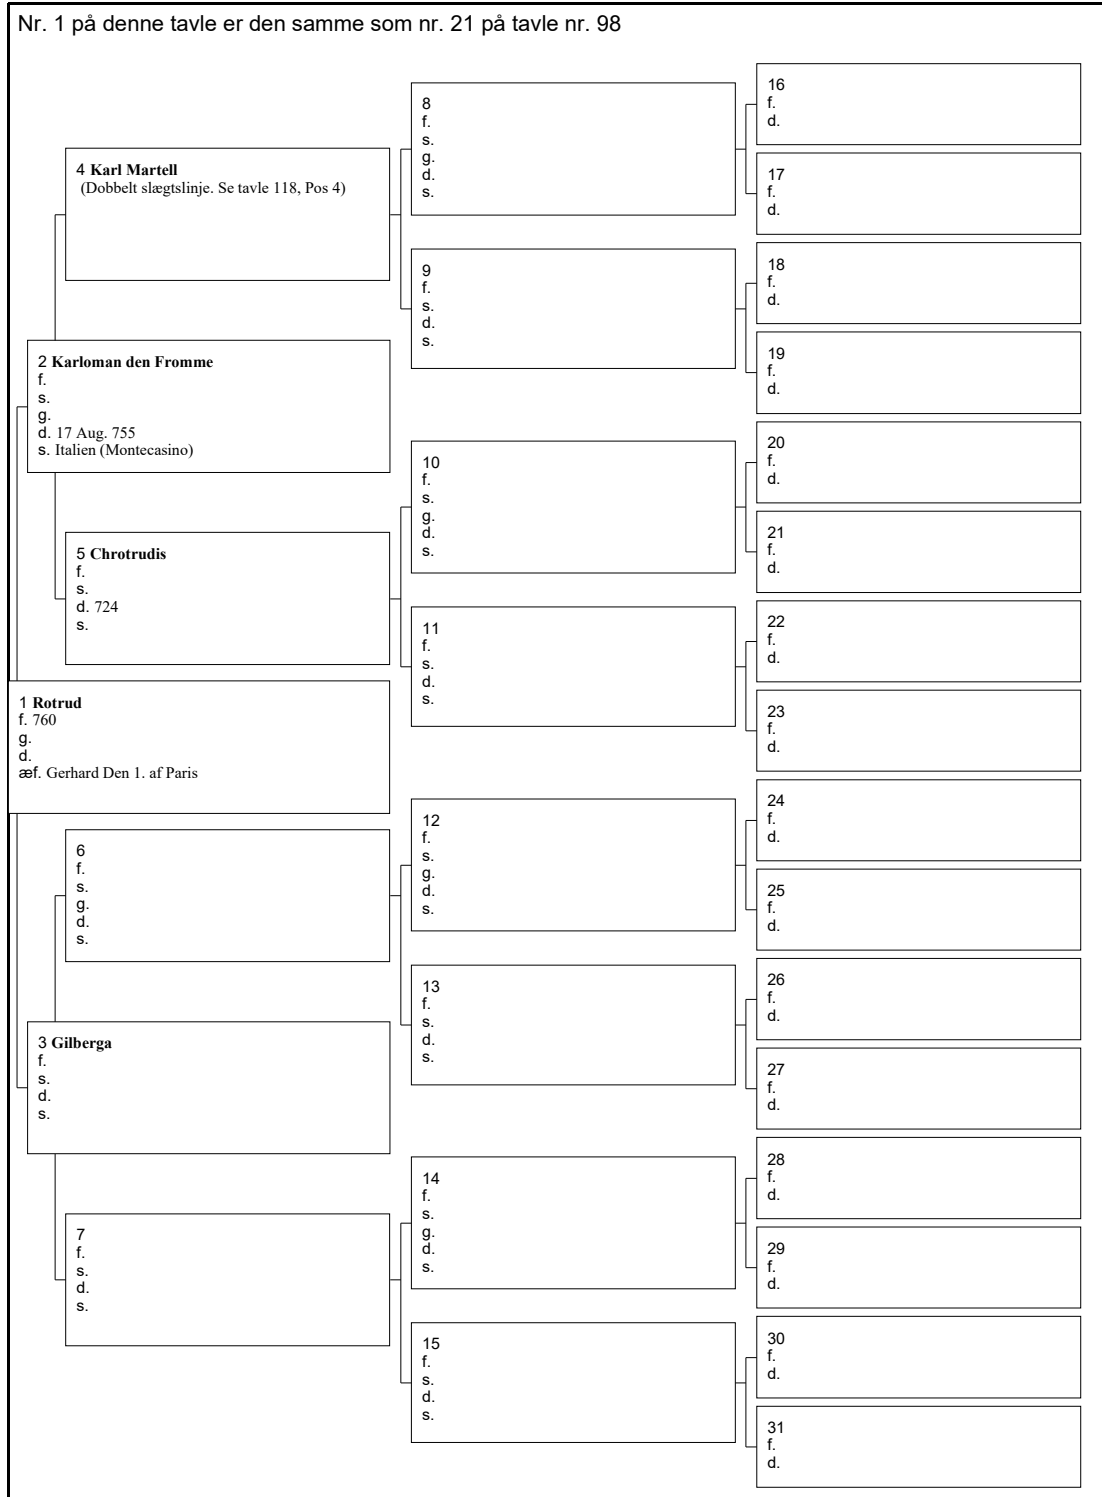 Nr. 1 på denne tavle er den samme som nr. 21 på tavle nr. 98
4 Karl Martell
(Dobbelt slægtslinje. Se tavle 118, Pos 4)
2 Karloman den Fromme
f.
s.
g.
d. 17 Aug. 755
s. Italien (Montecasino)
5 Chrotrudis
f.
s.
d. 724
s.
1 Rotrud
f. 760
g.
d.
æf. Gerhard Den 1. af Paris
6
f.
s.
g.
d.
s.
3 Gilberga
f.
s.
d.
s.
7
f.
s.
d.
s.
8
f.
s.
g.
d.
s.
9
f.
s.
d.
s.
10
f.
s.
g.
d.
s.
11
f.
s.
d.
s.
12
f.
s.
g.
d.
s.
13
f.
s.
d.
s.
14
f.
s.
g.
d.
s.
15
f.
s.
d.
s.
16
f.
d.
17
f.
d.
18
f.
d.
19
f.
d.
20
f.
d.
21
f.
d.
22
f.
d.
23
f.
d.
24
f.
d.
25
f.
d.
26
f.
d.
27
f.
d.
28
f.
d.
29
f.
d.
30
f.
d.
31
f.
d.